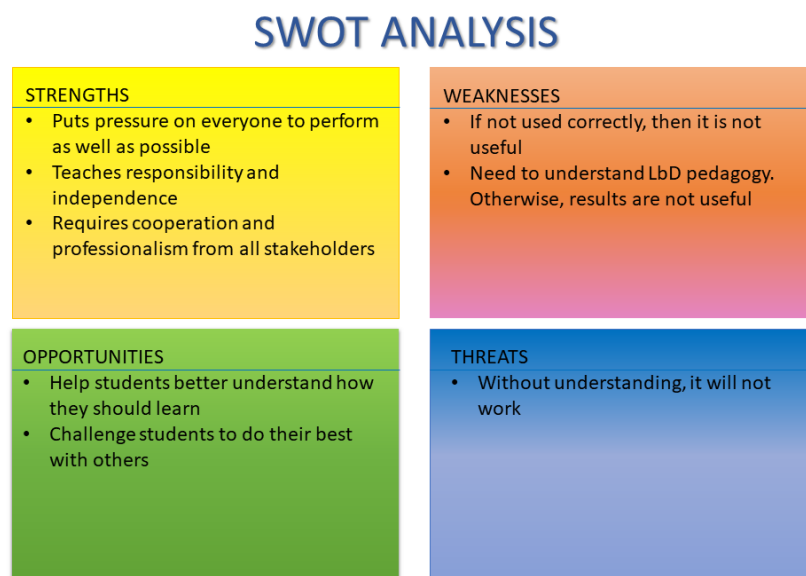 SWOT ANALYSIS
STRENGTHS
• Puts pressure on everyone to perform
as well as possible
• Teaches responsibility and
independence
• Requires cooperation and
professionalism from all stakeholders
WEAKNESSES
• If not used correctly, then it is not
useful
• Need to understand LbD pedagogy.
Otherwise, results are not useful
OPPORTUNITIES
• Help students better understand how
they should learn
• Challenge students to do their best
with others
THREATS
• Without understanding, it will not
work